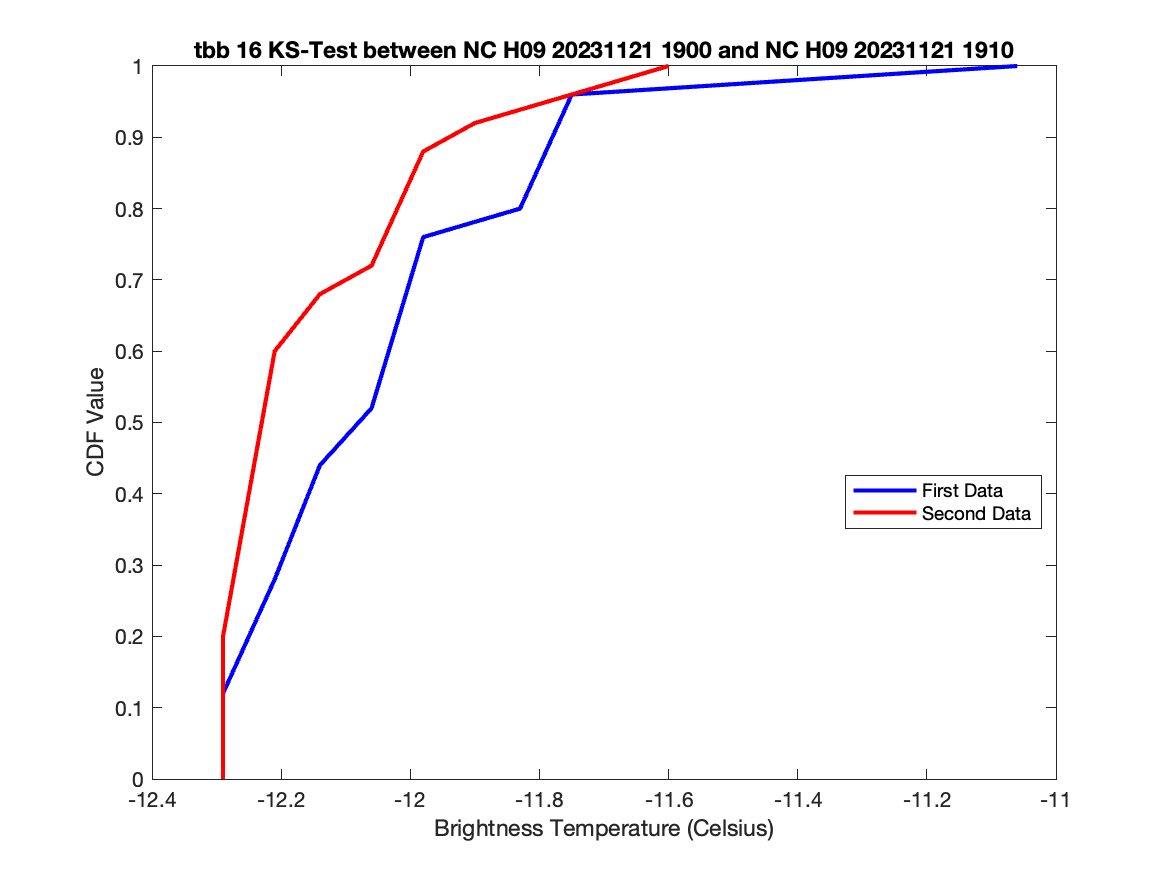 tbb 16 KS-Test between NC H09 20231121 1900 and NC H09 20231121 1910
1
0.9
0.8
0.7
0.6
0.5
0.4
0.3
0.2
0.1
0
CDF Value
First Data
Second Data
-12.4 -12.2 -12 -11.8 -11.6 -11.4 -11.2 -11
Brightness Temperature (Celsius)